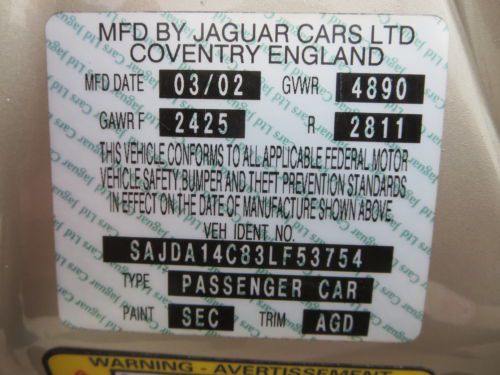 MFD BY JAGUAR CARS LTD
COVENTRY ENGLAND
MFD DATE 03/02 GVWR 4890
GAWR F 2425 R 2811
THIS VEHICLE CONFORMS TO ALL APPLICABLE FEDERAL MOTOR
VEHICLE SAFETY BUMPER AND THEFT PREVENTION STANDARDS
IN EFFECT ON THE DATE OF MANUFACTURE SHOWN ABOVE.
VEH IDENT NO.
SAJDA14C83LF53754
TYPE PASSENGER CAR
PAINT SEC TRIM AGD
WARNING - AVERTISSEMENT